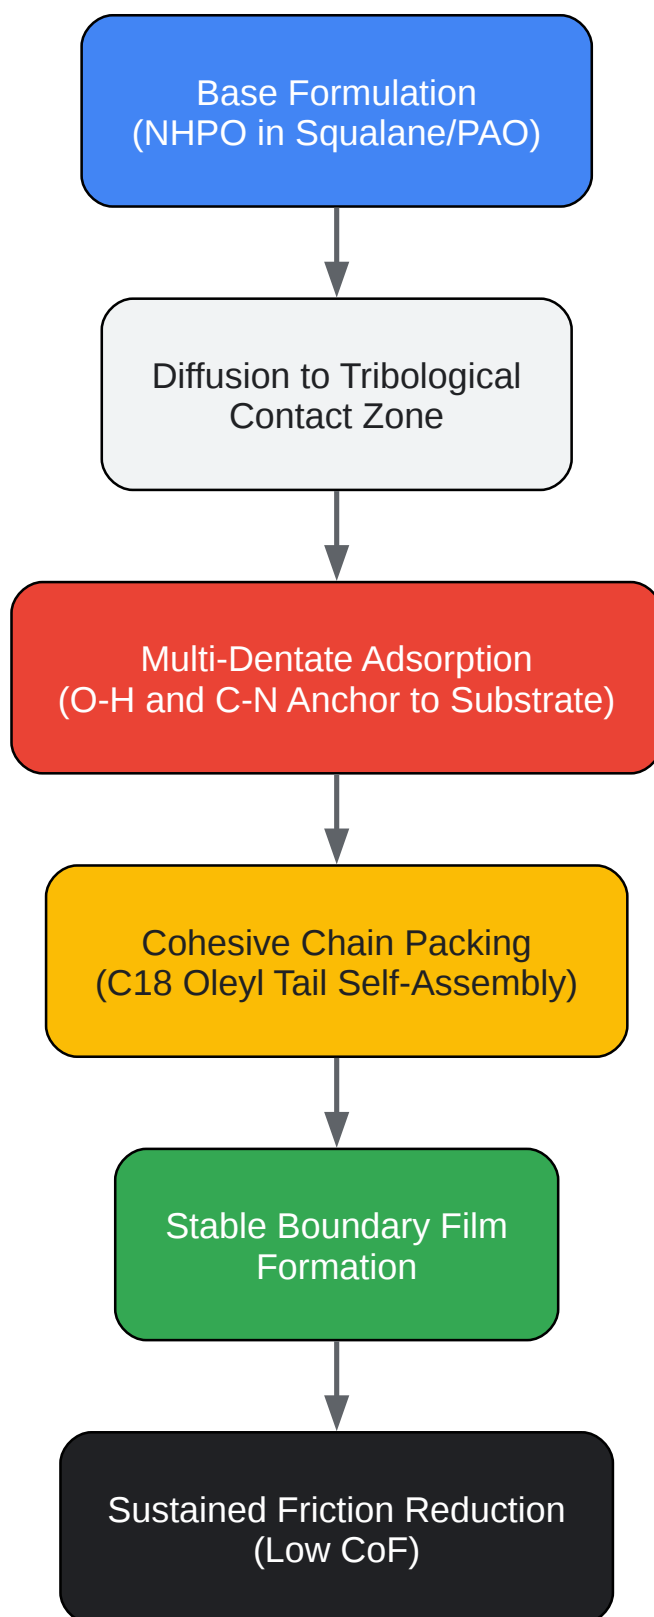 Base Formulation
(NHPO in Squalane/PAO)
Diffusion to Tribological
Contact Zone
Multi-Dentate Adsorption
(O-H and C-N Anchor to Substrate)
Cohesive Chain Packing
(C18 Oleyl Tail Self-Assembly)
Stable Boundary Film
Formation
Sustained Friction Reduction
(Low CoF)